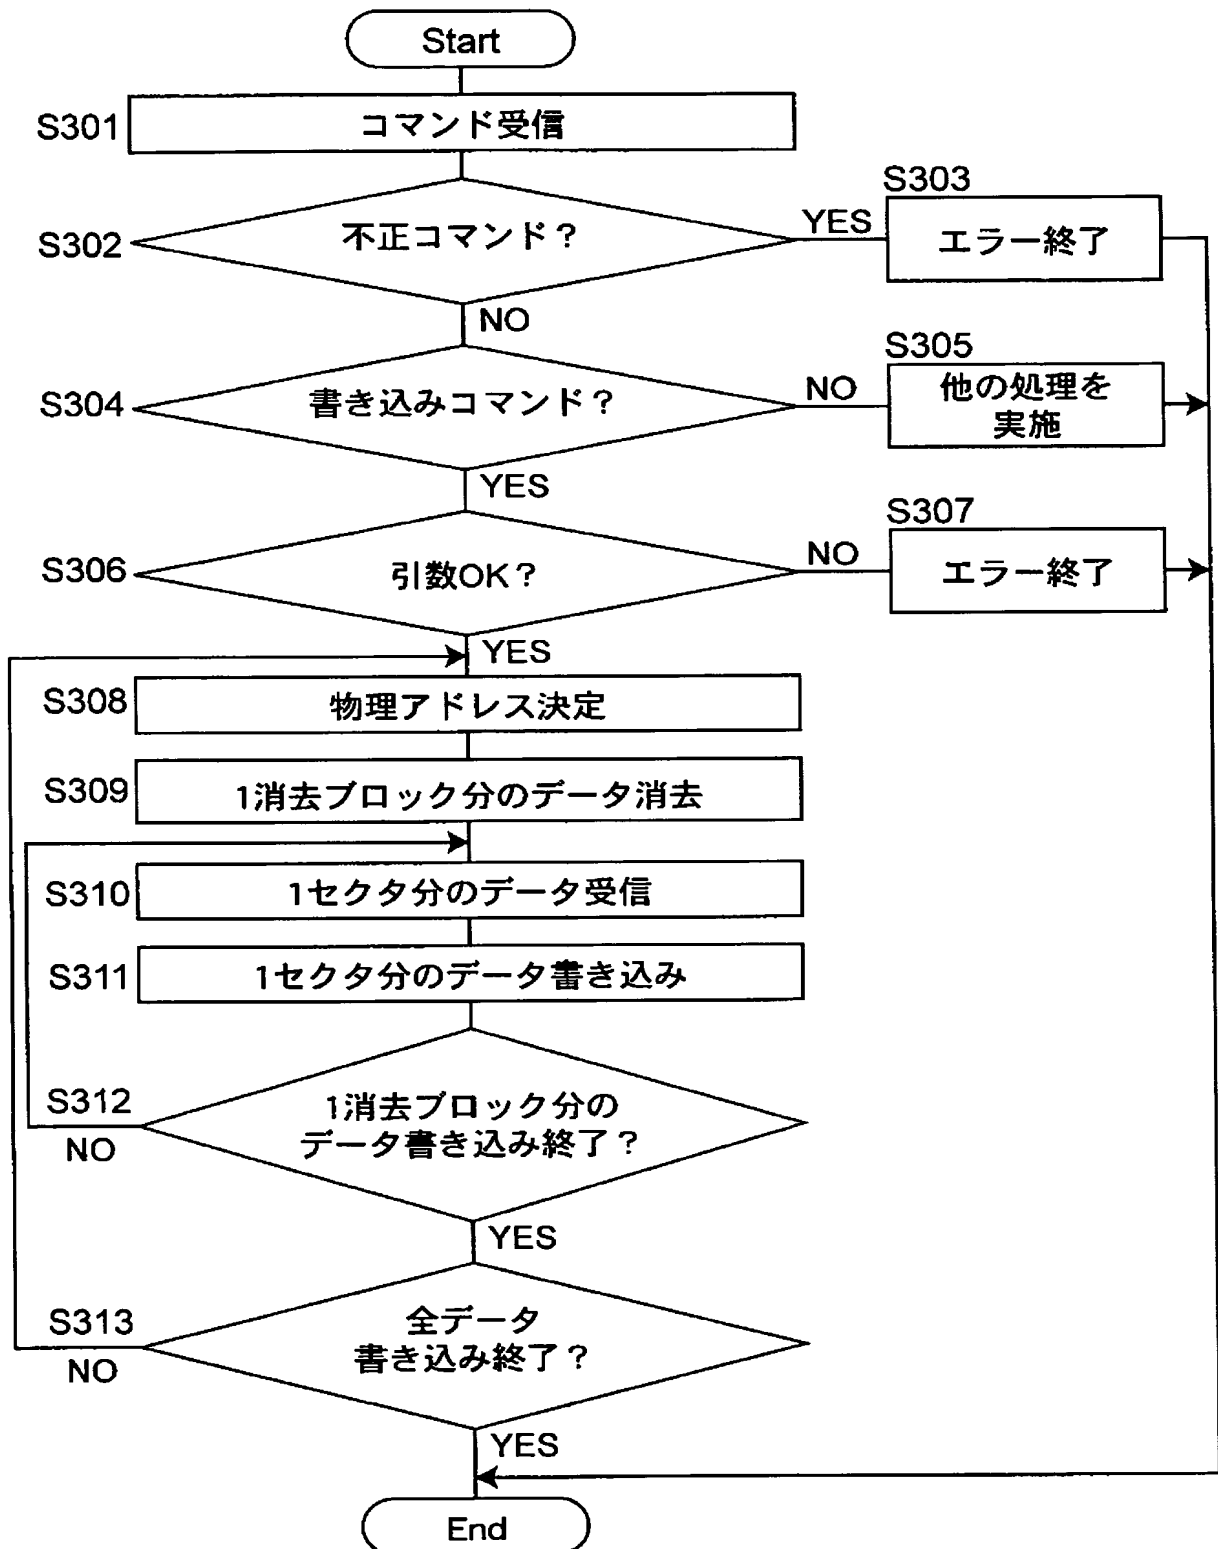 Start
S301
コマンド受信
S302
不正コマンド？
YES
S303
エラー終了
NO
S304
書き込みコマンド？
NO
S305
他の処理を
実施
YES
S306
引数OK？
NO
S307
エラー終了
YES
S308
物理アドレス決定
S309
1消去ブロック分のデータ消去
S310
1セクタ分のデータ受信
S311
1セクタ分のデータ書き込み
S312
NO
1消去ブロック分の
データ書き込み終了？
YES
S313
NO
全データ
書き込み終了？
YES
End